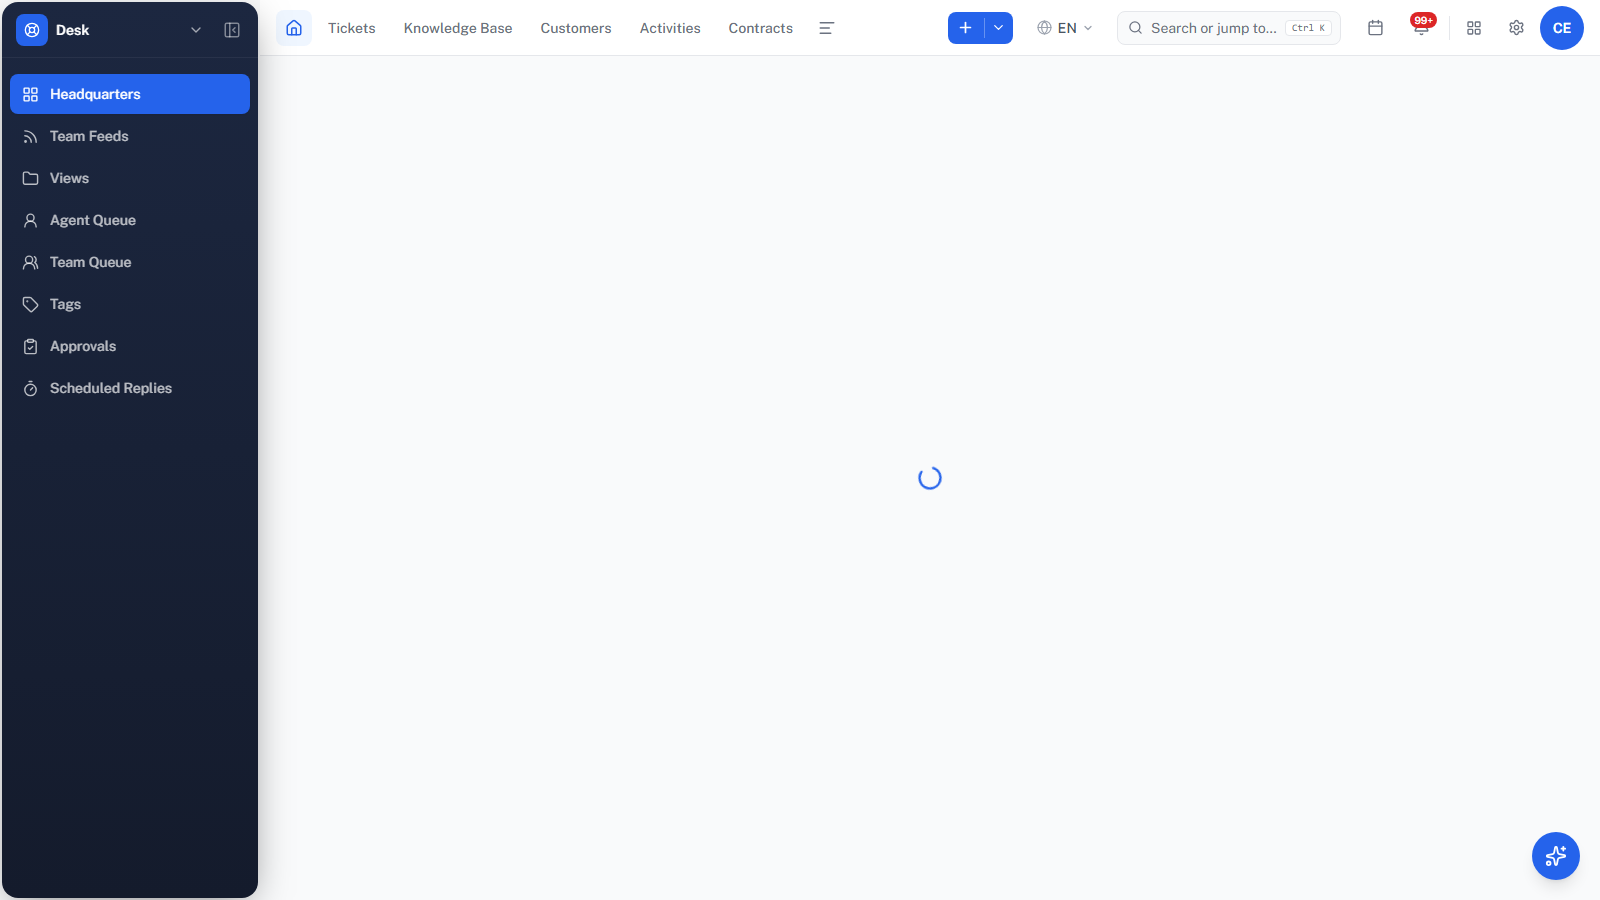 Desk
Headquarters
Team Feeds
Views
Agent Queue
Team Queue
Tags
Approvals
Scheduled Replies
Tickets
Knowledge Base
Customers
Activities
Contracts
EN
Search or jump to...
Ctrl K
99+
CE